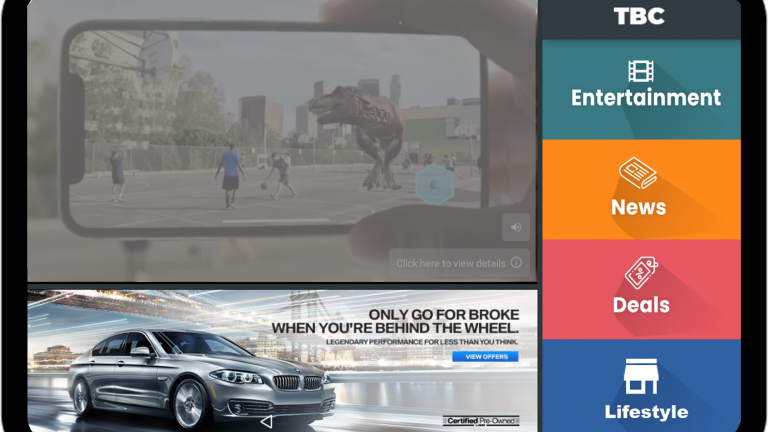 Click here to view details
ONLY GO FOR BROKE
WHEN YOU'RE BEHIND THE WHEEL.
LEGENDARY PERFORMANCE FOR LESS THAN YOU THINK.
VIEW OFFERS
Certified Pre-Owned
TBC
Entertainment
News
Deals
Lifestyle